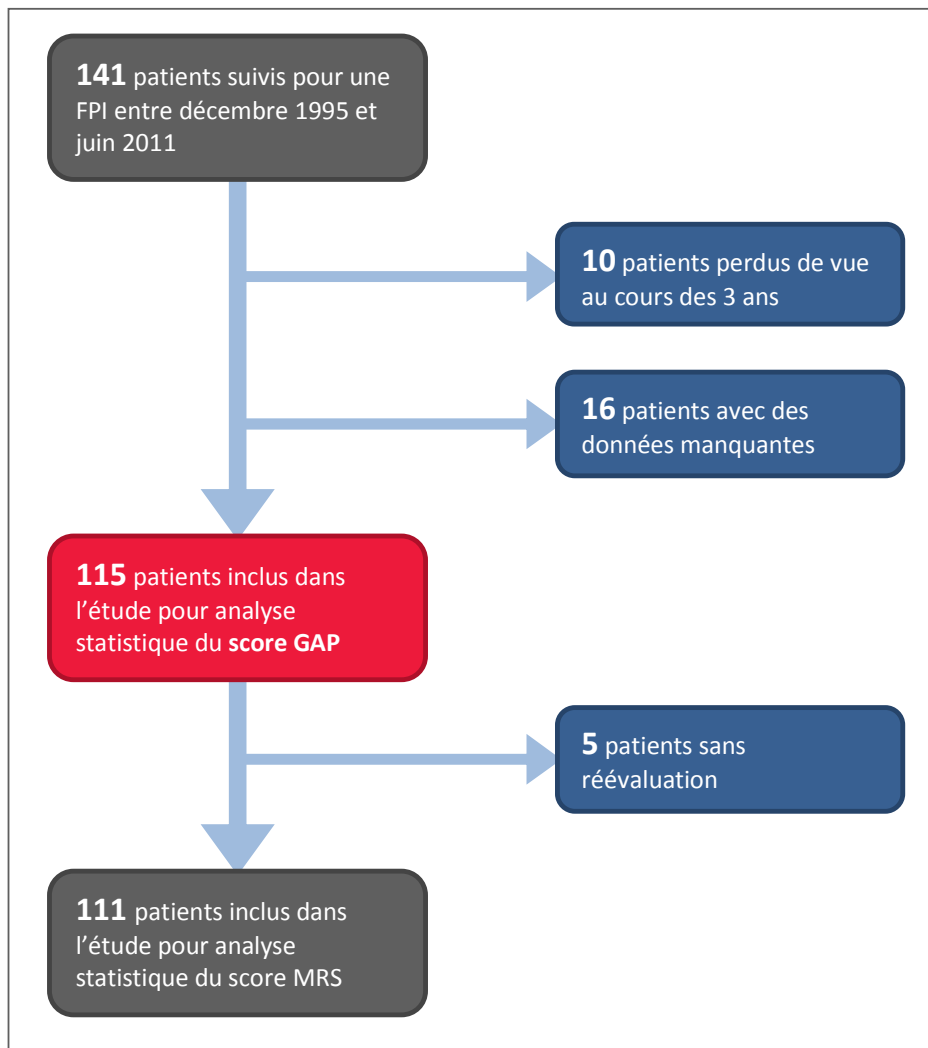 141 patients suivis pour une
FPI entre décembre 1995 et
juin 2011
10 patients perdus de vue
au cours des 3 ans
16 patients avec des
données manquantes
115 patients inclus dans
l’étude pour analyse
statistique du score GAP
5 patients sans
réévaluation
111 patients inclus dans
l’étude pour analyse
statistique du score MRS